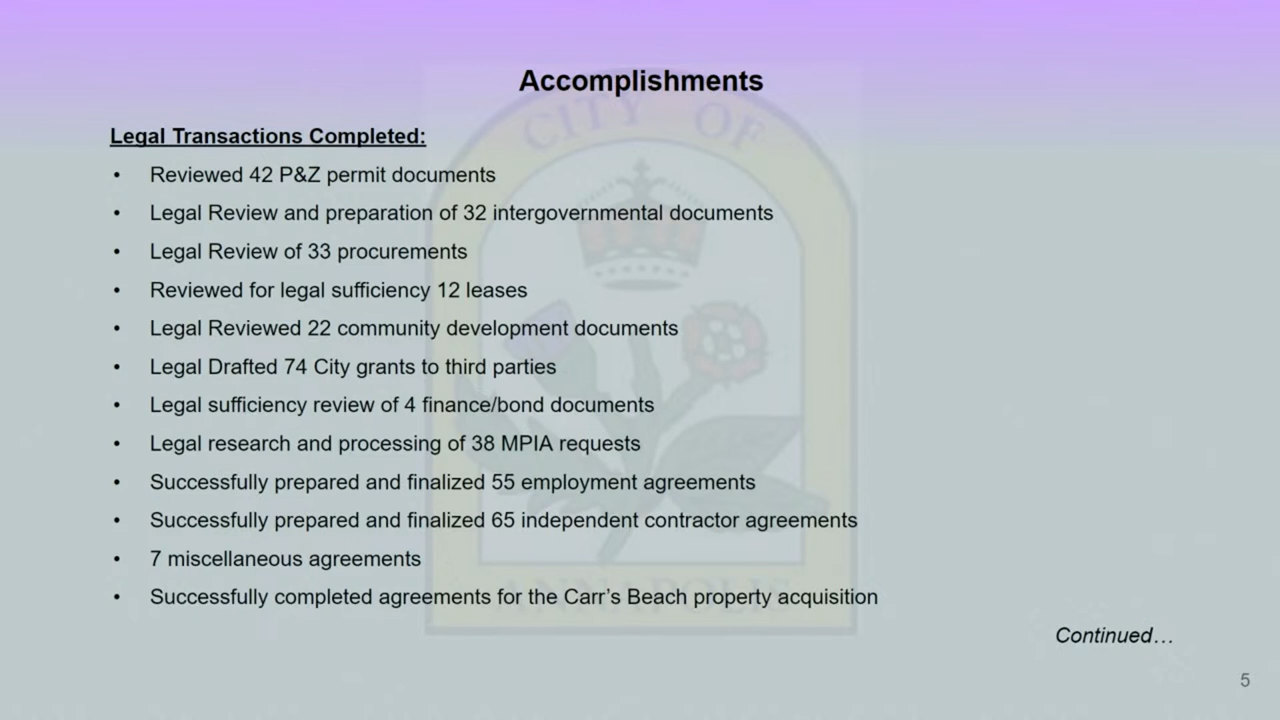 Accomplishments
Legal Transactions Completed:
• Reviewed 42 P&Z permit documents
• Legal Review and preparation of 32 intergovernmental documents
• Legal Review of 33 procurements
• Reviewed for legal sufficiency 12 leases
• Legal Reviewed 22 community development documents
• Legal Drafted 74 City grants to third parties
• Legal sufficiency review of 4 finance/bond documents
• Legal research and processing of 38 MPIA requests
• Successfully prepared and finalized 55 employment agreements
• Successfully prepared and finalized 65 independent contractor agreements
• 7 miscellaneous agreements
• Successfully completed agreements for the Carr’s Beach property acquisition
Continued…
5
CITY OF
ANNAPOLIS